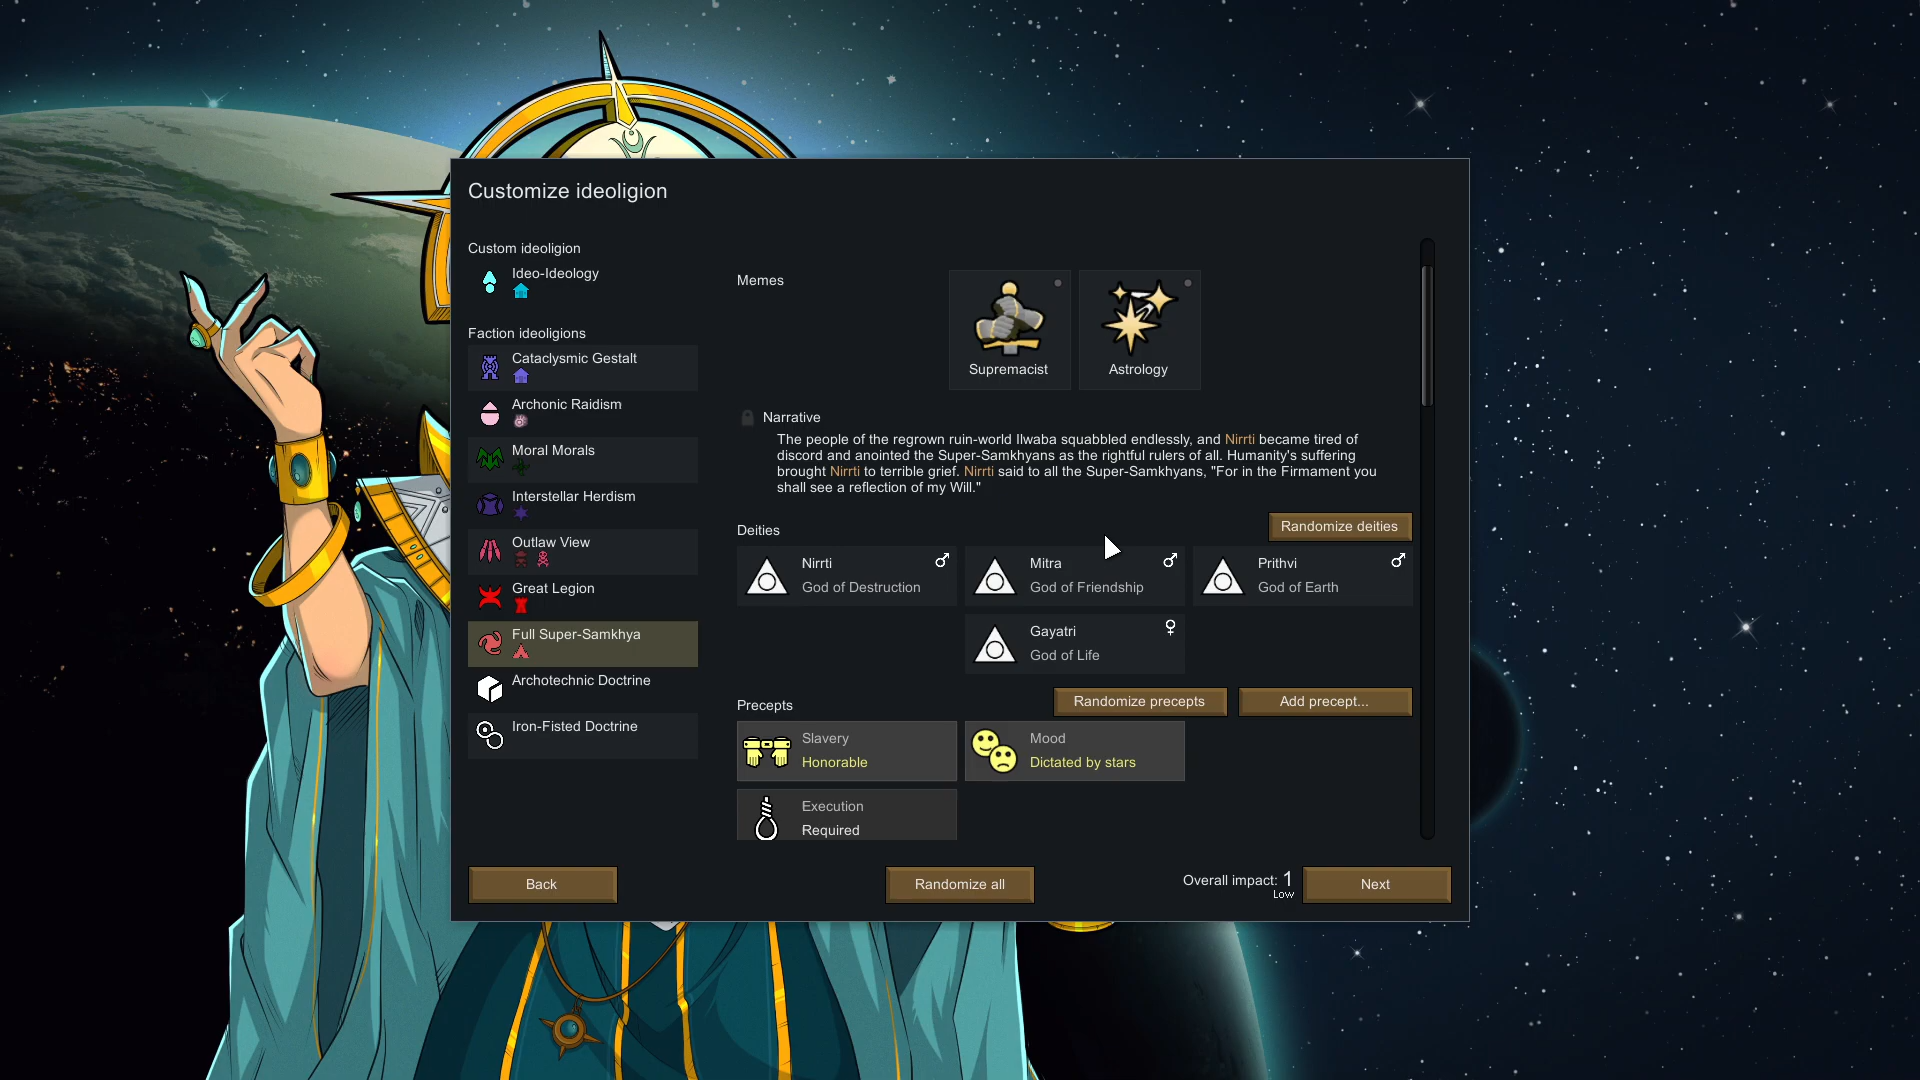 Customize ideoligion
Custom ideoligion
Ideo-Ideology
Faction ideoligions
Cataclysmic Gestalt
Archonic Raidism
Moral Morals
Interstellar Herdism
Outlaw View
Great Legion
Full Super-Samkhya
Archotechnic Doctrine
Iron-Fisted Doctrine
Memes
Supremacist
Astrology
Narrative
The people of the regrown ruin-world Ilwaba squabbled endlessly, and Nirrti became tired of
discord and anointed the Super-Samkhyans as the rightful rulers of all. Humanity's suffering
brought Nirrti to terrible grief. Nirrti said to all the Super-Samkhyans, "For in the Firmament you
shall see a reflection of my Will."
Deities
Randomize deities
Nirrti
God of Destruction
Mitra
God of Friendship
Prithvi
God of Earth
Gayatri
God of Life
Precepts
Randomize precepts
Add precept...
Slavery
Honorable
Mood
Dictated by stars
Execution
Required
Back
Randomize all
Overall impact: 1
Low
Next